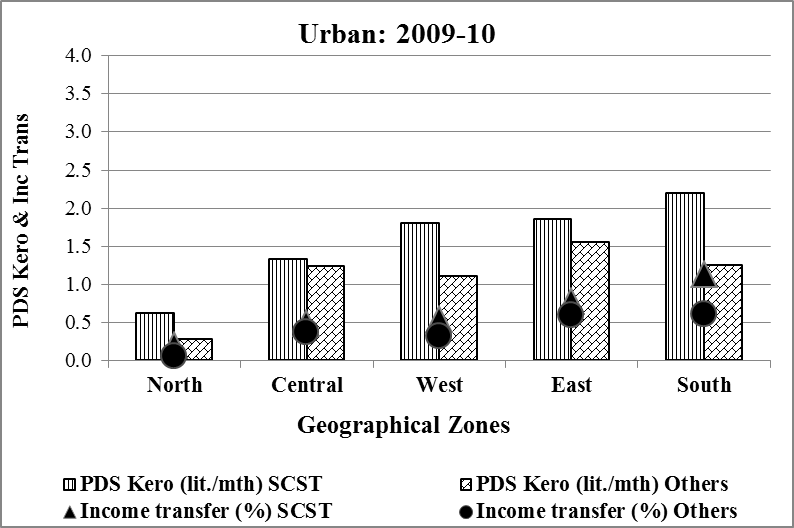 Urban: 2009-10
PDS Kero & Inc Trans
4.0
3.5
3.0
2.5
2.0
1.5
1.0
0.5
0.0
North Central West East South
Geographical Zones
PDS Kero (lit./mth) SCST PDS Kero (lit./mth) Others
Income transfer (%) SCST Income transfer (%) Others